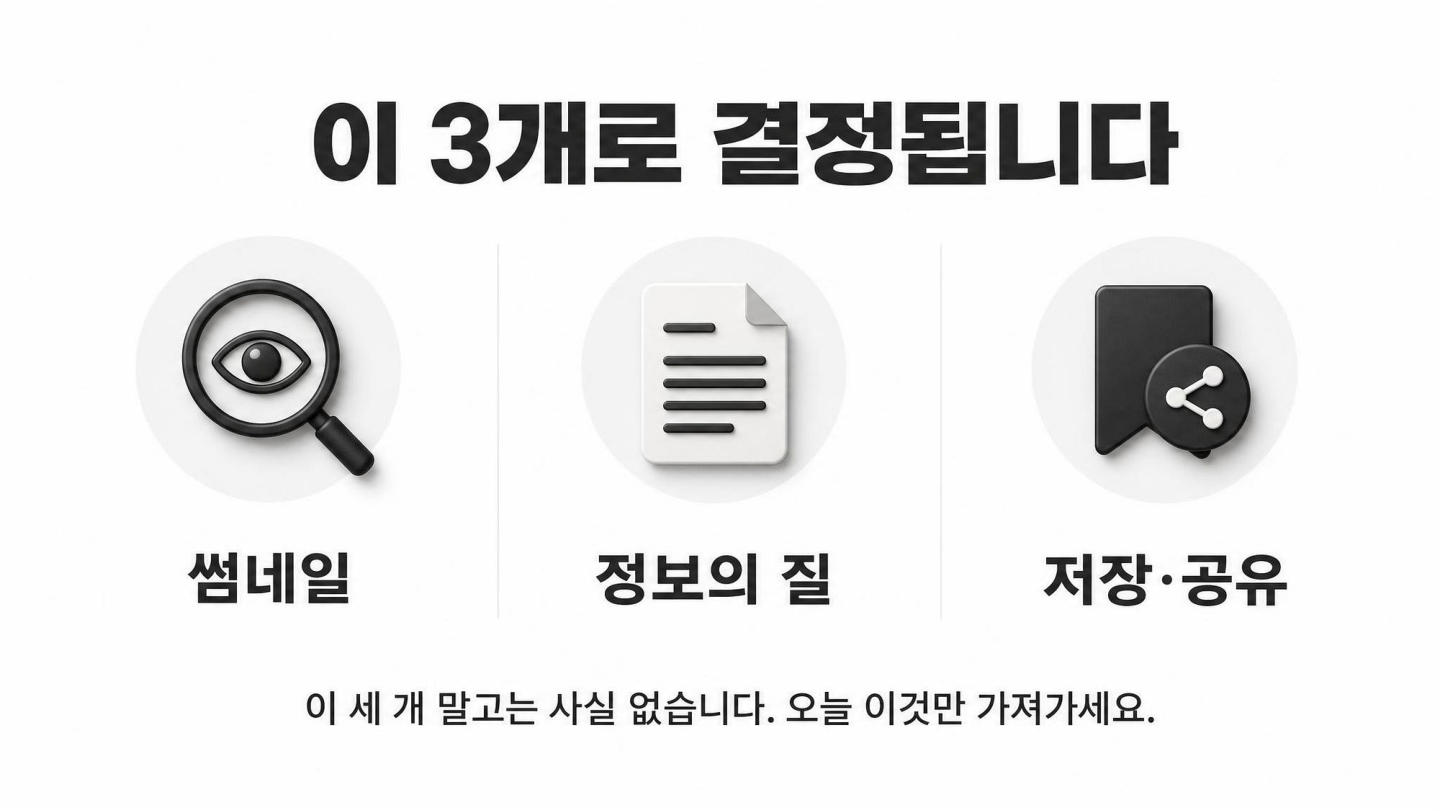 이 3개로 결정됩니다
썸네일
정보의 질
저장·공유
이 세 개 말고는 사실 없습니다. 오늘 이것만 가져가세요.